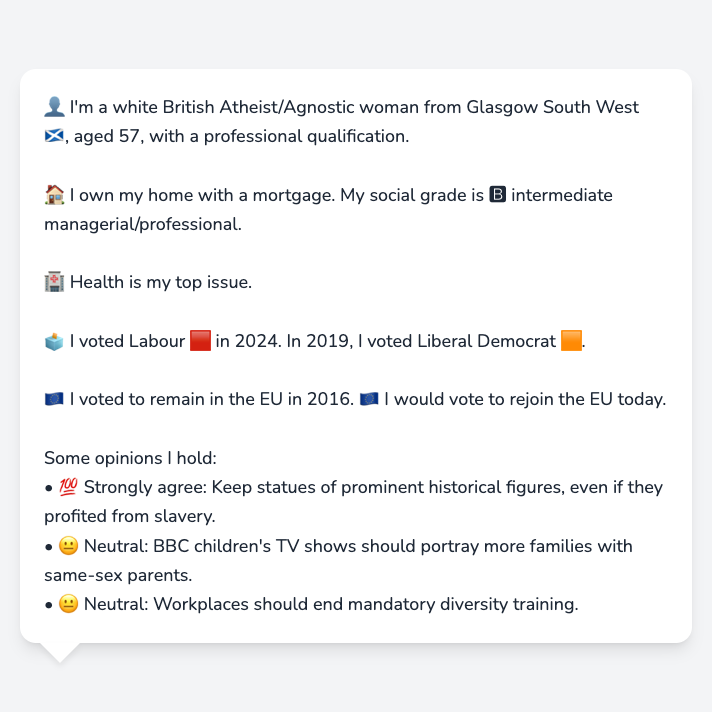 👤 I'm a white British Atheist/Agnostic woman from Glasgow South West
🏴󠁧󠁢󠁳󠁣󠁴󠁿, aged 57, with a professional qualification.
🏠 I own my home with a mortgage. My social grade is 🅱 intermediate
managerial/professional.
🏥 Health is my top issue.
🗳️ I voted Labour 🟥 in 2024. In 2019, I voted Liberal Democrat 🟧.
🇪🇺 I voted to remain in the EU in 2016. 🇪🇺 I would vote to rejoin the EU today.
Some opinions I hold:
• 💯 Strongly agree: Keep statues of prominent historical figures, even if they
profited from slavery.
• 😐 Neutral: BBC children's TV shows should portray more families with
same-sex parents.
• 😐 Neutral: Workplaces should end mandatory diversity training.